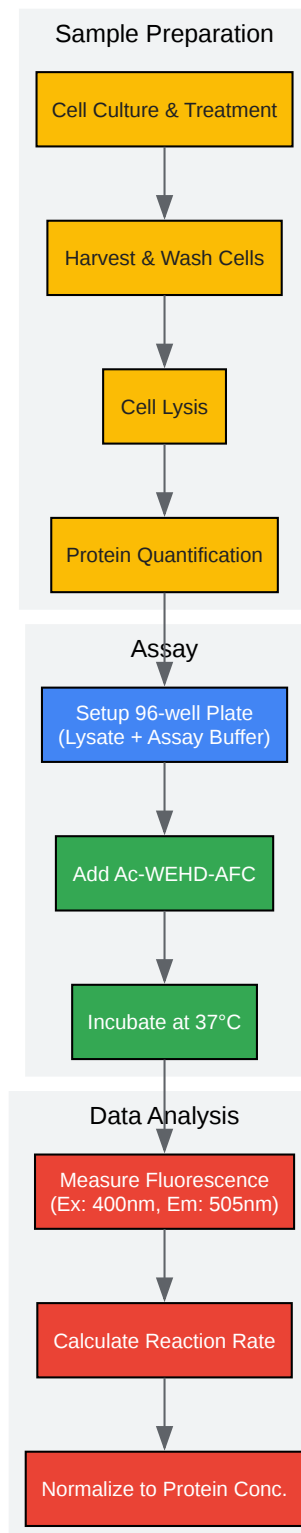 Sample Preparation
Cell Culture & Treatment
Harvest & Wash Cells
Cell Lysis
Protein Quantification
Assay
Setup 96-well Plate
(Lysate + Assay Buffer)
Add Ac-WEHD-AFC
Incubate at 37°C
Data Analysis
Measure Fluorescence
(Ex: 400nm, Em: 505nm)
Calculate Reaction Rate
Normalize to Protein Conc.